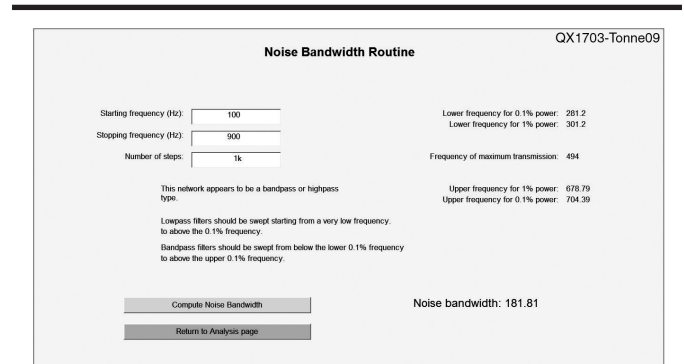 QX1703-Tonne09
Noise Bandwidth Routine
Starting frequency (Hz): 100
Stopping frequency (Hz): 900
Number of steps: 1k
Lower frequency for 0.1% power: 281.2
Lower frequency for 1% power: 301.2
Frequency of maximum transmission: 494
Upper frequency for 1% power: 678.79
Upper frequency for 0.1% power: 704.39
This network appears to be a bandpass or highpass
type.
Lowpass filters should be swept starting from a very low frequency.
to above the 0.1% frequency.
Bandpass filters should be swept from below the lower 0.1% frequency
to above the upper 0.1% frequency.
Compute Noise Bandwidth
Noise bandwidth: 181.81
Return to Analysis page